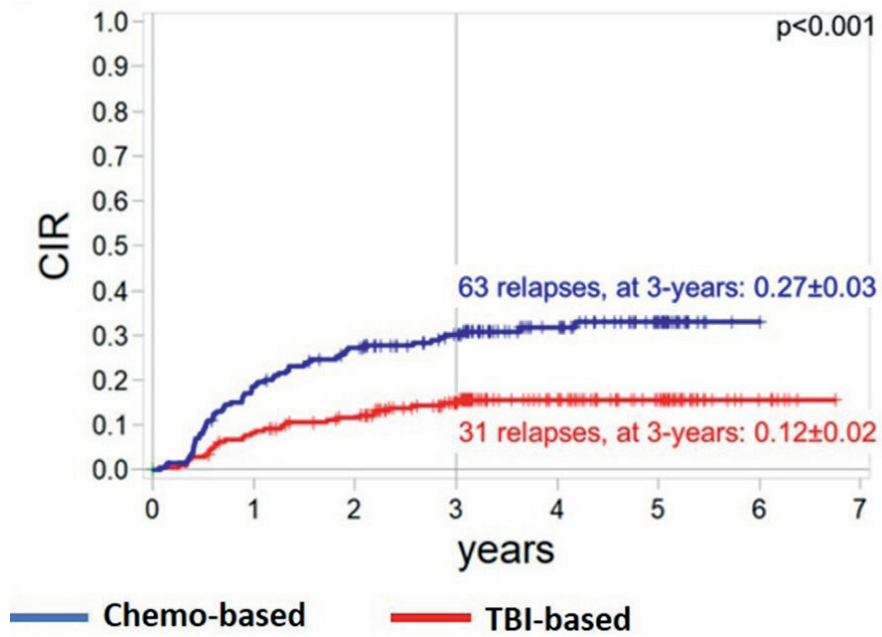 p<0.001
CIR
1.0
0.9
0.8
0.7
0.6
0.5
0.4
0.3
0.2
0.1
0.0
63 relapses, at 3-years: 0.27±0.03
31 relapses, at 3-years: 0.12±0.02
0 1 2 3 4 5 6 7
years
Chemo-based TBI-based